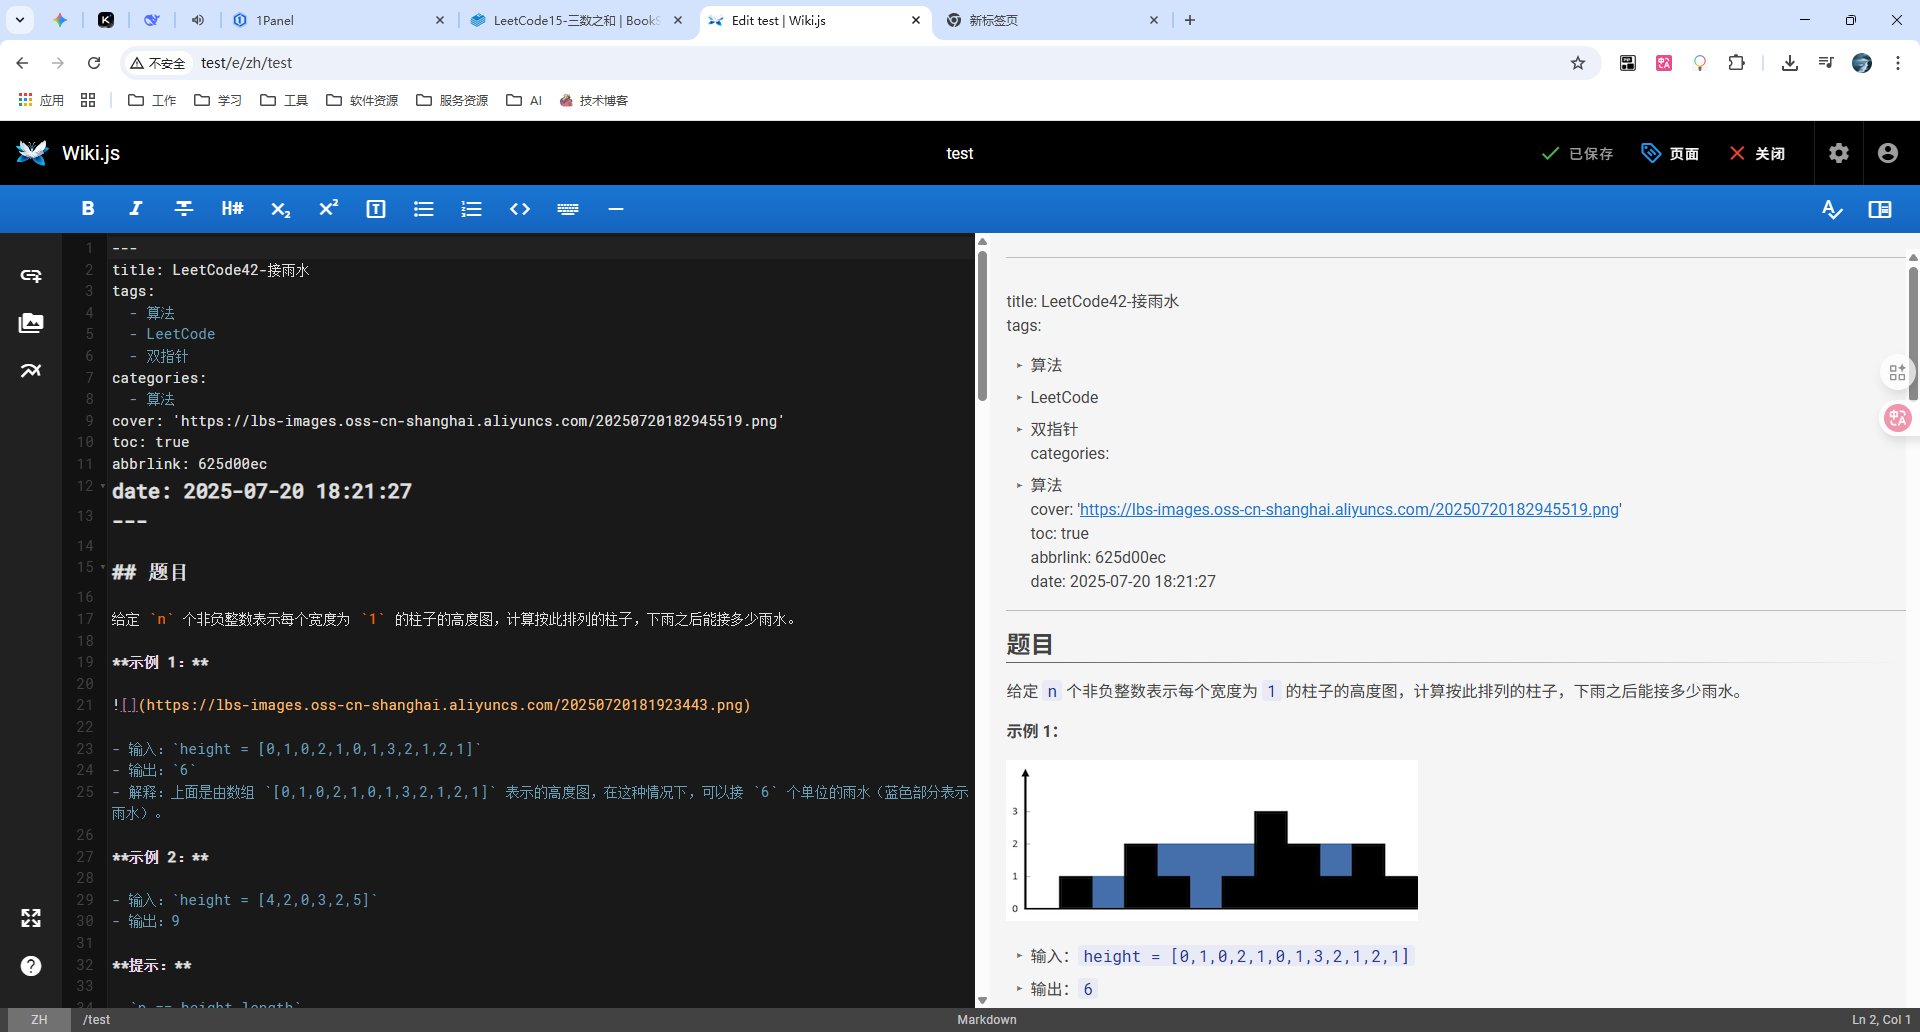 1Panel
LeetCode15-三数之和 | BookS
Edit test | Wiki.js
新标签页
不安全
test/e/zh/test
应用
工作
学习
工具
软件资源
服务资源
AI
技术博客
Wiki.js
test
已保存
页面
关闭
B I H# X₂ X² T
1 ---
2 title: LeetCode42-接雨水
3 tags:
4 - 算法
5 - LeetCode
6 - 双指针
7 categories:
8 - 算法
9 cover: 'https://lbs-images.oss-cn-shanghai.aliyuncs.com/20250720182945519.png'
10 toc: true
11 abbrlink: 625d00ec
12 date: 2025-07-20 18:21:27
13 ---
14
15 ## 题目
16
17 给定 `n` 个非负整数表示每个宽度为 `1` 的柱子的高度图，计算按此排列的柱子，下雨之后能接多少雨水。
18
19 **示例 1：**
20
21 ![](https://lbs-images.oss-cn-shanghai.aliyuncs.com/20250720181923443.png)
22
23 - 输入：`height = [0,1,0,2,1,0,1,3,2,1,2,1]`
24 - 输出：`6`
25 - 解释：上面是由数组 `[0,1,0,2,1,0,1,3,2,1,2,1]` 表示的高度图，在这种情况下，可以接 `6` 个单位的雨水（蓝色部分表示
雨水）。
26
27 **示例 2：**
28
29 - 输入：`height = [4,2,0,3,2,5]`
30 - 输出：9
31
32 **提示：**
33
34 - `n == height.length`
title: LeetCode42-接雨水
tags:
算法
LeetCode
双指针
categories:
算法
cover: 'https://lbs-images.oss-cn-shanghai.aliyuncs.com/20250720182945519.png'
toc: true
abbrlink: 625d00ec
date: 2025-07-20 18:21:27
题目
给定 n 个非负整数表示每个宽度为 1 的柱子的高度图，计算按此排列的柱子，下雨之后能接多少雨水。
示例 1：
3
2
1
0
输入： height = [0,1,0,2,1,0,1,3,2,1,2,1]
输出： 6
ZH
/test
Markdown
Ln 2, Col 1